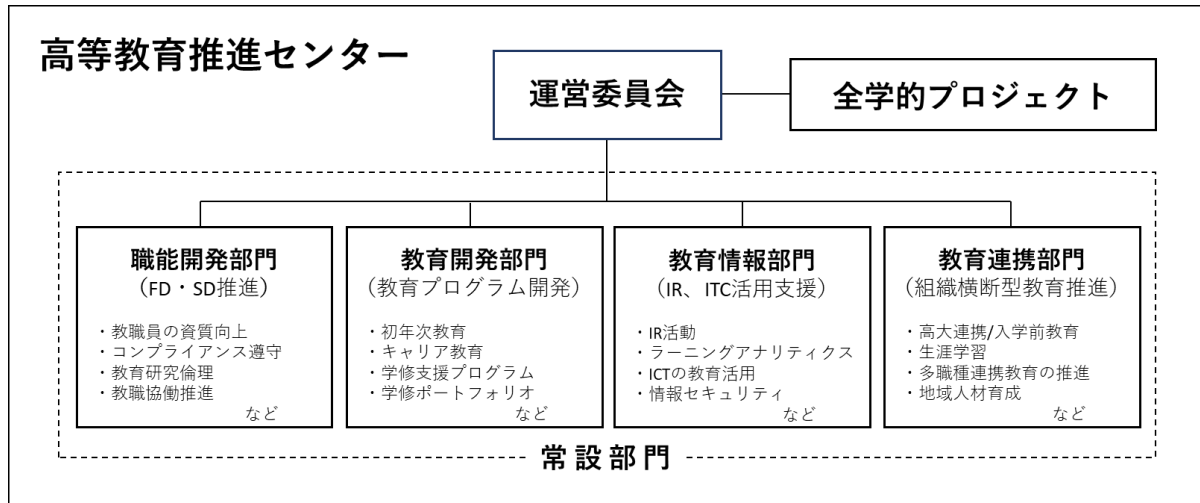 高等教育推進センター
運営委員会
全学的プロジェクト
職能開発部門
（FD・SD推進）
・教職員の資質向上
・コンプライアンス遵守
・教育研究倫理
・教職協働推進
など
教育開発部門
（教育プログラム開発）
・初年次教育
・キャリア教育
・学修支援プログラム
・学修ポートフォリオ
など
教育情報部門
（IR、ITC活用支援）
・IR活動
・ラーニングアナリティクス
・ICTの教育活用
・情報セキュリティ
など
教育連携部門
（組織横断型教育推進）
・高大連携/入学前教育
・生涯学習
・多職種連携教育の推進
・地域人材育成
など
常設部門